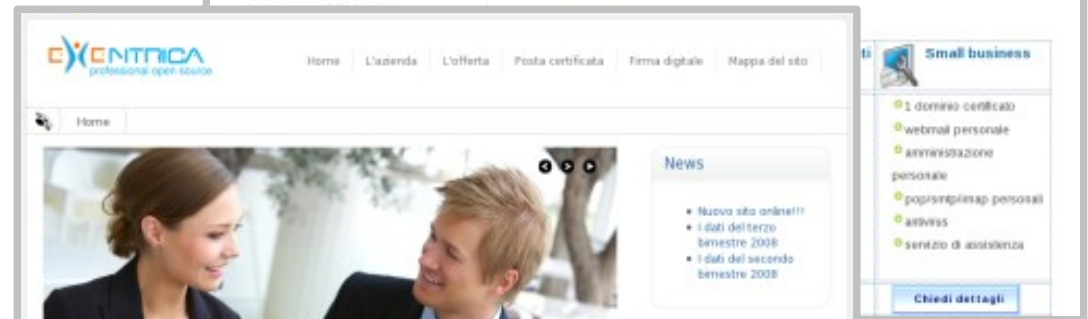 EXENTRICA
professional open source
Home
L'azienda
L'offerta
Posta certificata
Firma digitale
Mappa del sito
Home
News
Nuovo sito online!!!
I dati del terzo
bimestre 2008
I dati del secondo
bimestre 2008
ti
Small business
1 dominio certificato
webmail personale
amministrazione
personale
pop/smtp/imap personali
antivirus
servizio di assistenza
Chiedi dettagli